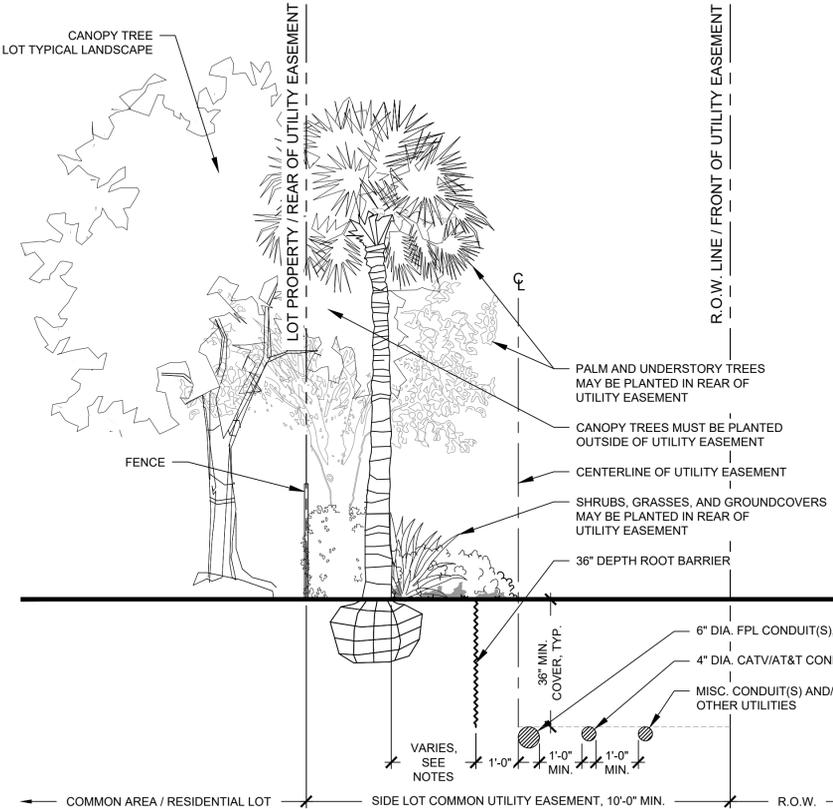 CANOPY TREE
LOT TYPICAL LANDSCAPE
LOT PROPERTY / REAR OF UTILITY EASEMENT
R.O.W. LINE / FRONT OF UTILITY EASEMENT
℄
PALM AND UNDERSTORY TREES
MAY BE PLANTED IN REAR OF
UTILITY EASEMENT
CANOPY TREES MUST BE PLANTED
OUTSIDE OF UTILITY EASEMENT
FENCE
CENTERLINE OF UTILITY EASEMENT
SHRUBS, GRASSES, AND GROUNDCOVERS
MAY BE PLANTED IN REAR OF
UTILITY EASEMENT
36" DEPTH ROOT BARRIER
36" MIN.
COVER, TYP.
6" DIA. FPL CONDUIT(S)
4" DIA. CATV/AT&T CON
MISC. CONDUIT(S) AND/
OTHER UTILITIES
VARIES,
SEE
NOTES
1'-0"
1'-0"
MIN.
1'-0"
MIN.
COMMON AREA / RESIDENTIAL LOT
SIDE LOT COMMON UTILITY EASEMENT, 10'-0" MIN.
R.O.W.